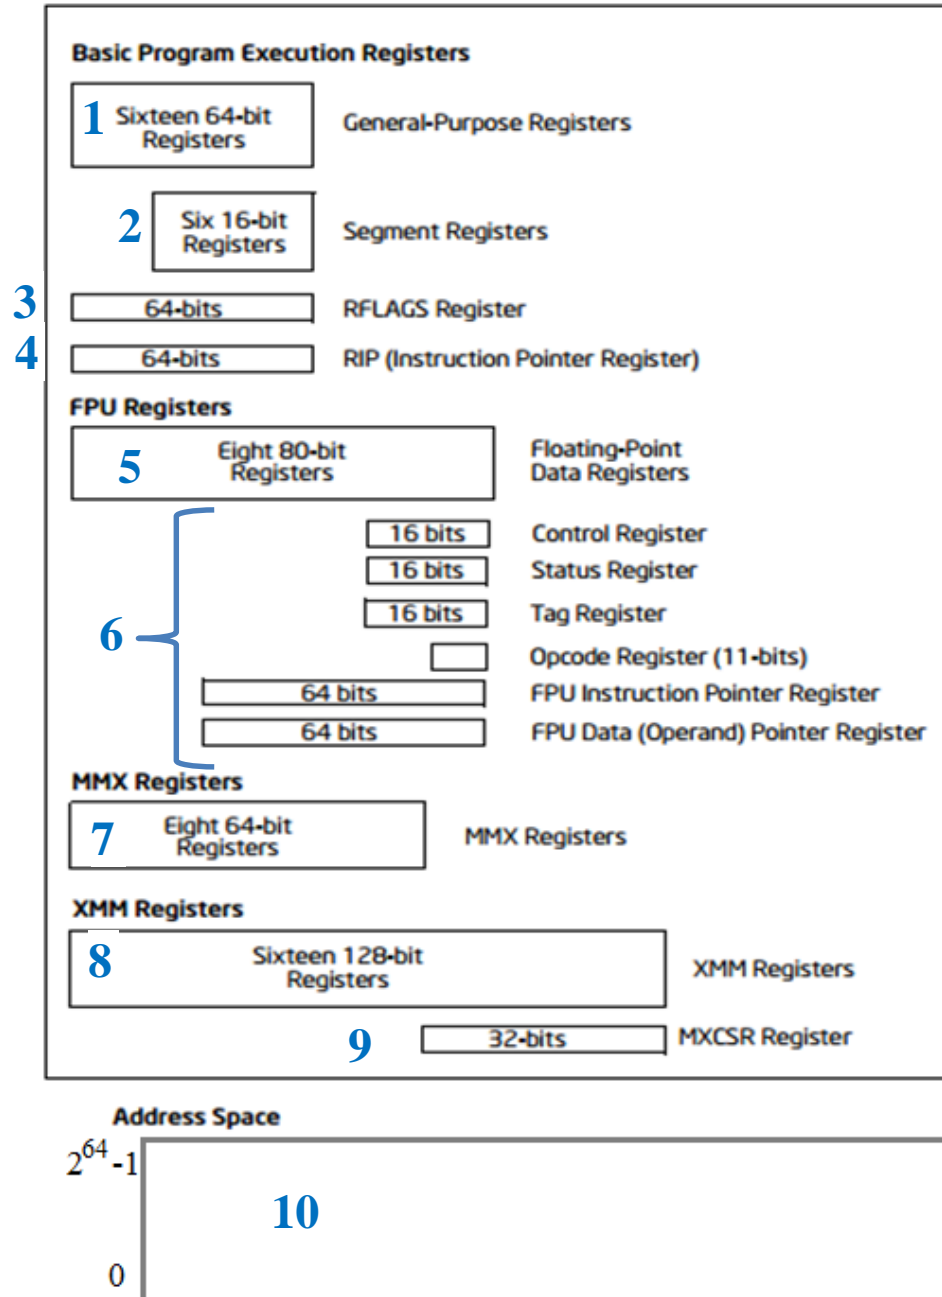 Basic Program Execution Registers
1 Sixteen 64-bit
Registers
General-Purpose Registers
2 Six 16-bit
Registers
Segment Registers
3 64-bits RFLAGS Register
4 64-bits RIP (Instruction Pointer Register)
FPU Registers
5 Eight 80-bit
Registers
Floating-Point
Data Registers
6
16 bits Control Register
16 bits Status Register
16 bits Tag Register
Opcode Register (11-bits)
64 bits FPU Instruction Pointer Register
64 bits FPU Data (Operand) Pointer Register
MMX Registers
7 Eight 64-bit
Registers
MMX Registers
XMM Registers
8 Sixteen 128-bit
Registers
XMM Registers
9 32-bits MXCSR Register
Address Space
2^64 -1
10
0